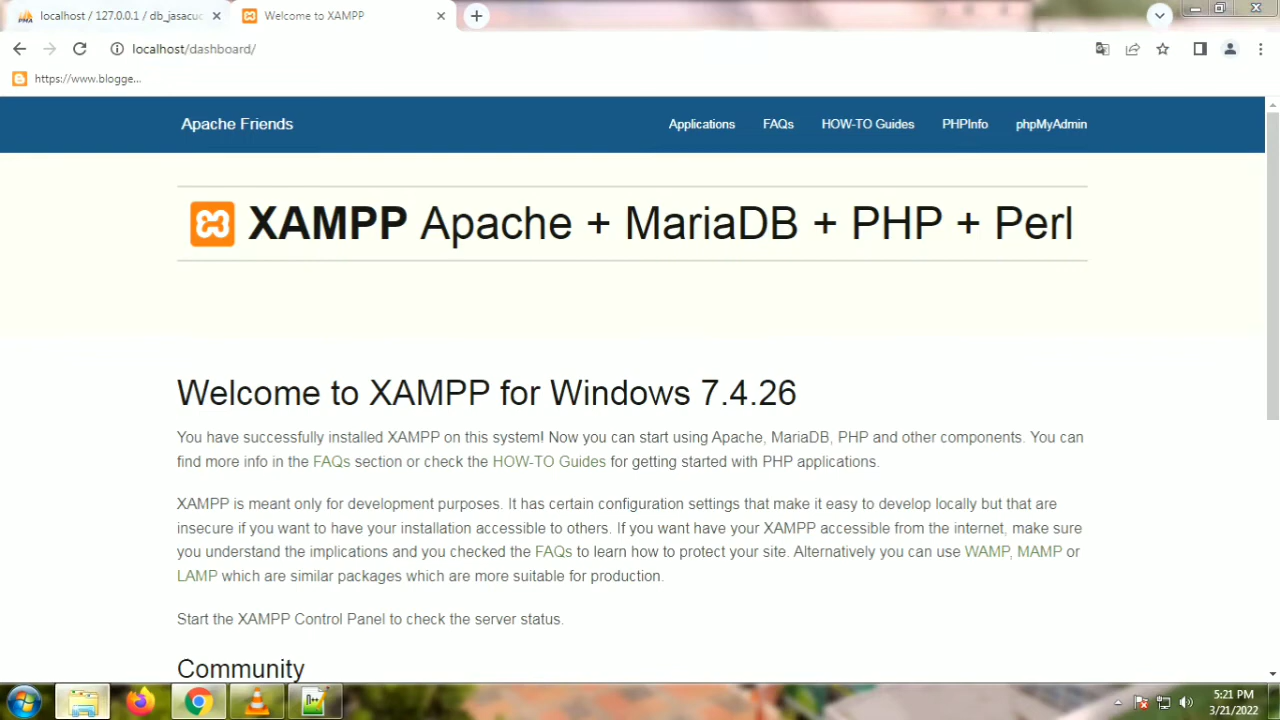 localhost / 127.0.0.1 / db_jasacuc
Welcome to XAMPP
localhost/dashboard/
https://www.blogge...
Apache Friends
Applications
FAQs
HOW-TO Guides
PHPInfo
phpMyAdmin
XAMPP Apache + MariaDB + PHP + Perl
Welcome to XAMPP for Windows 7.4.26
You have successfully installed XAMPP on this system! Now you can start using Apache, MariaDB, PHP and other components. You can
find more info in the FAQs section or check the HOW-TO Guides for getting started with PHP applications.
XAMPP is meant only for development purposes. It has certain configuration settings that make it easy to develop locally but that are
insecure if you want to have your installation accessible to others. If you want have your XAMPP accessible from the internet, make sure
you understand the implications and you checked the FAQs to learn how to protect your site. Alternatively you can use WAMP, MAMP or
LAMP which are similar packages which are more suitable for production.
Start the XAMPP Control Panel to check the server status.
Community
5:21 PM
3/21/2022